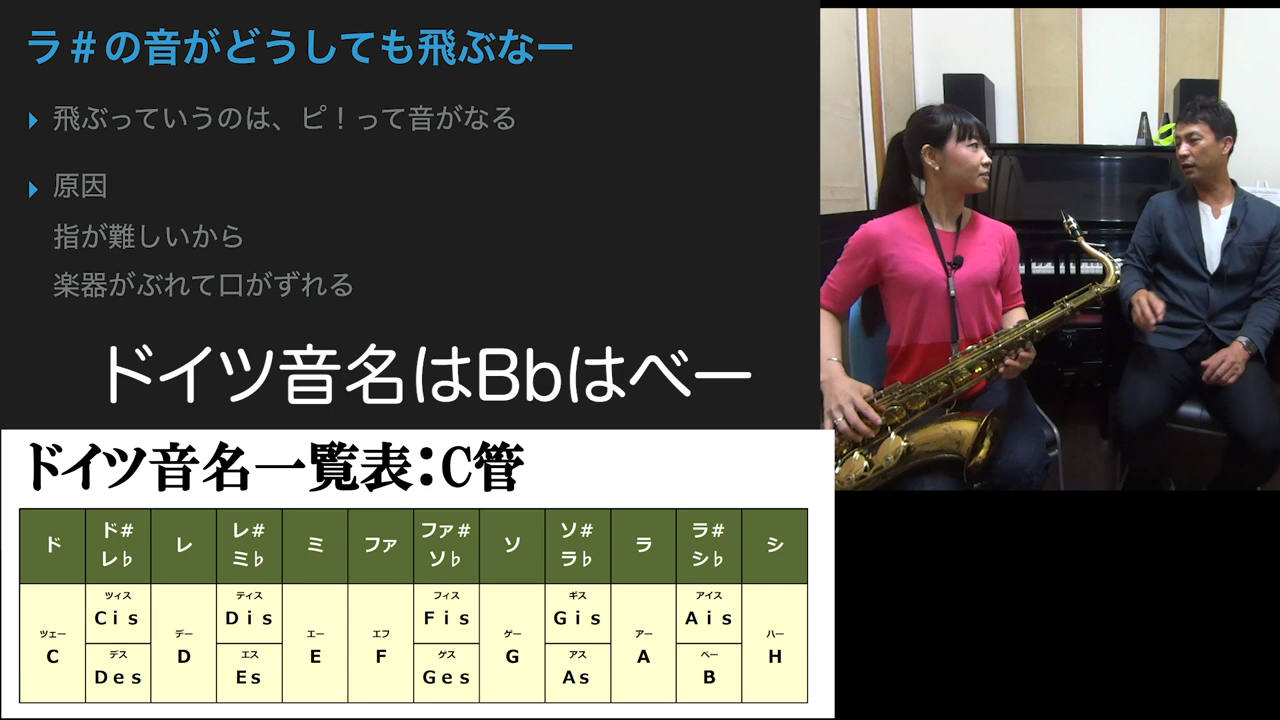 ラ#の音がどうしても飛ぶなー
飛ぶっていうのは、ピ!って音がなる
原因
指が難しいから
楽器がぶれて口がずれる
ドイツ音名はBbはべー
ドイツ音名一覧表:C管
ド ド# レ♭ レ レ# ミ♭ ミ ファ ファ# ソ♭ ソ ソ# ラ♭ ラ ラ# シ♭ シ
ツィス ティス フィス ギス アイス
Cis Dis Fis Gis Ais
ツェー デー エー エフ ゲー アー ハー
デス エス ゲス アス ベー
C Des D Es E F Ges G As A B H